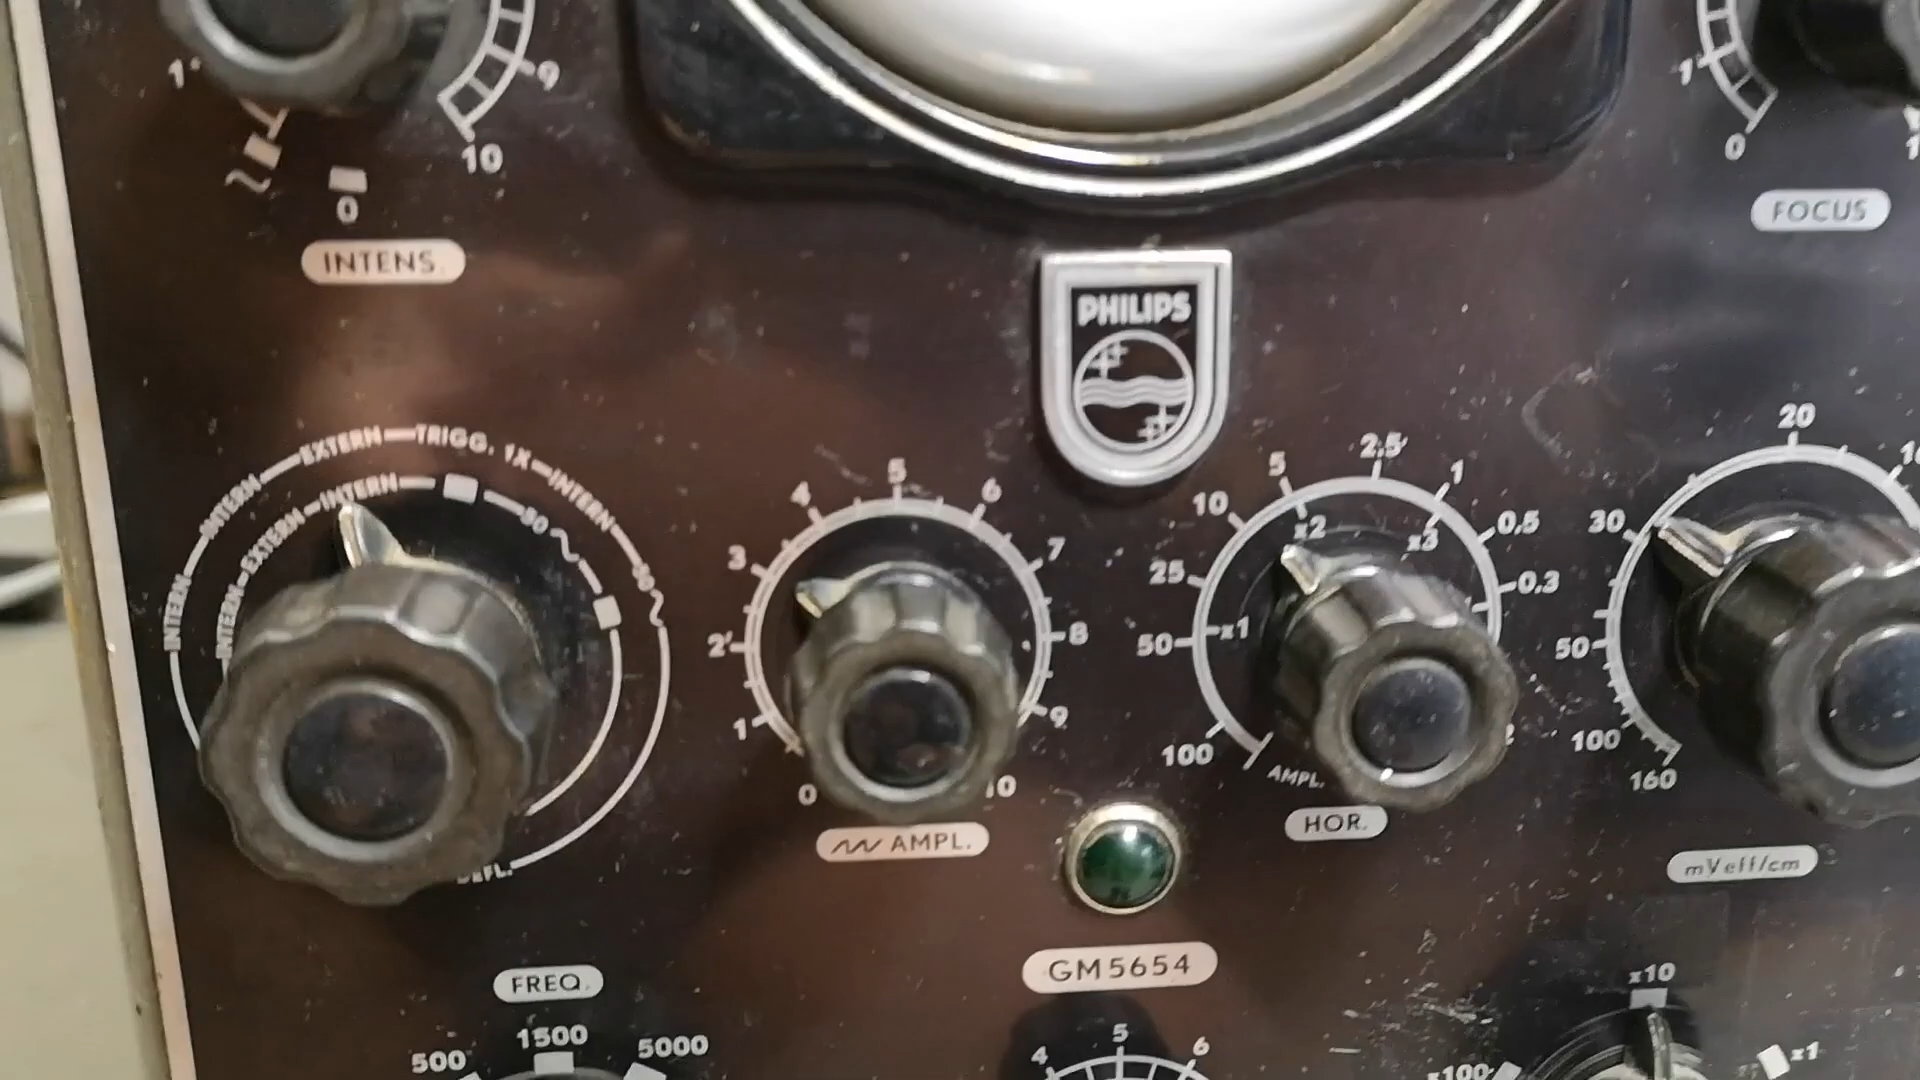 1
9
10
0
INTENS.
1
0
FOCUS
PHILIPS
INTERN INTERN EXTERN TRIGG. 1X INTERN 50
INTERN EXTERN INTERN 50
DEFL.
0 1 2 3 4 5 6 7 8 9 10
AMPL.
100 50 25 10 5 2.5 1 0.5 0.3
x1 x2 x3
AMPL.
HOR.
160 100 50 30 20
mVeff/cm
GM5654
FREQ.
500 1500 5000
4 5 6
x100 x10 x1